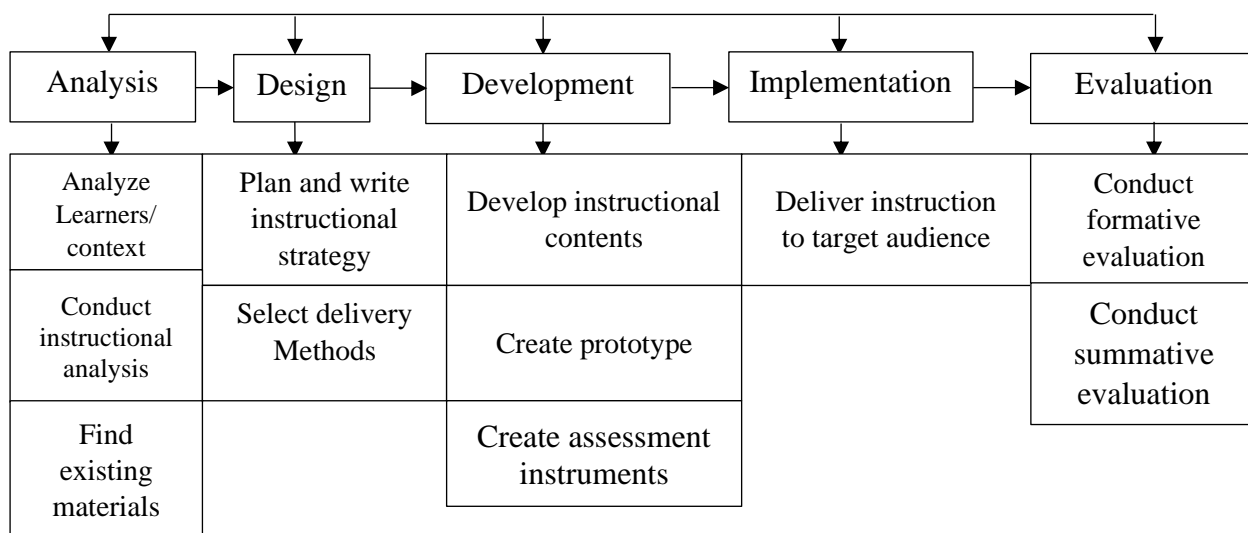 Analysis
Design
Development
Implementation
Evaluation
Analyze
Learners/
context
Conduct
instructional
analysis
Find
existing
materials
Plan and write
instructional
strategy
Select delivery
Methods
Develop instructional
contents
Create prototype
Create assessment
instruments
Deliver instruction
to target audience
Conduct
formative
evaluation
Conduct
summative
evaluation